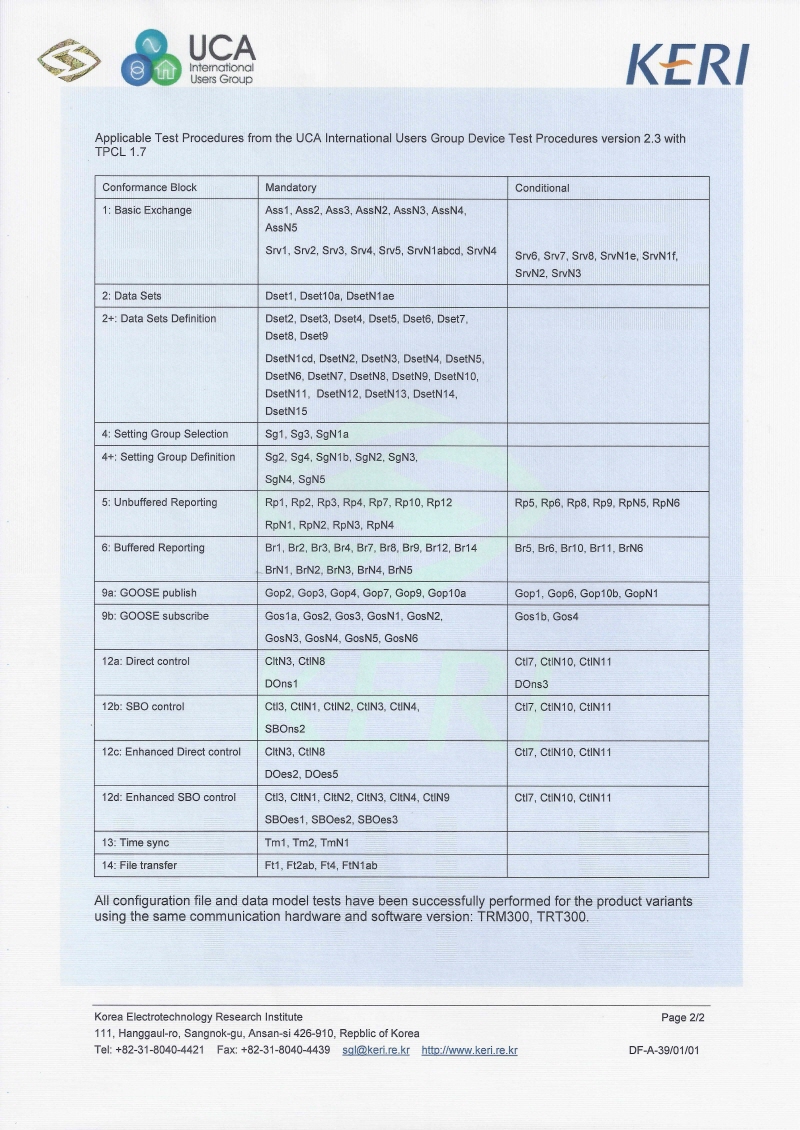 UCA
International
Users Group
KERI
Applicable Test Procedures from the UCA International Users Group Device Test Procedures version 2.3 with
TPCL 1.7
Conformance Block Mandatory Conditional
1: Basic Exchange Ass1, Ass2, Ass3, AssN2, AssN3, AssN4,
AssN5
Srv1, Srv2, Srv3, Srv4, Srv5, SrvN1abcd, SrvN4 Srv6, Srv7, Srv8, SrvN1e, SrvN1f,
SrvN2, SrvN3
2: Data Sets Dset1, Dset10a, DsetN1ae
2+: Data Sets Definition Dset2, Dset3, Dset4, Dset5, Dset6, Dset7,
Dset8, Dset9
DsetN1cd, DsetN2, DsetN3, DsetN4, DsetN5,
DsetN6, DsetN7, DsetN8, DsetN9, DsetN10,
DsetN11, DsetN12, DsetN13, DsetN14,
DsetN15
4: Setting Group Selection Sg1, Sg3, SgN1a
4+: Setting Group Definition Sg2, Sg4, SgN1b, SgN2, SgN3,
SgN4, SgN5
5: Unbuffered Reporting Rp1, Rp2, Rp3, Rp4, Rp7, Rp10, Rp12 Rp5, Rp6, Rp8, Rp9, RpN5, RpN6
RpN1, RpN2, RpN3, RpN4
6: Buffered Reporting Br1, Br2, Br3, Br4, Br7, Br8, Br9, Br12, Br14 Br5, Br6, Br10, Br11, BrN6
BrN1, BrN2, BrN3, BrN4, BrN5
9a: GOOSE publish Gop2, Gop3, Gop4, Gop7, Gop9, Gop10a Gop1, Gop6, Gop10b, GopN1
9b: GOOSE subscribe Gos1a, Gos2, Gos3, GosN1, GosN2, Gos1b, Gos4
GosN3, GosN4, GosN5, GosN6
12a: Direct control CltN3, CtlN8 Ctl7, CtlN10, CtlN11
DOns1 DOns3
12b: SBO control Ctl3, CtlN1, CtlN2, CtlN3, CtlN4, Ctl7, CtlN10, CtlN11
SBOns2
12c: Enhanced Direct control CltN3, CtlN8 Ctl7, CtlN10, CtlN11
DOes2, DOes5
12d: Enhanced SBO control Ctl3, CltN1, CltN2, CltN3, CltN4, CtlN9 Ctl7, CtlN10, CtlN11
SBOes1, SBOes2, SBOes3
13: Time sync Tm1, Tm2, TmN1
14: File transfer Ft1, Ft2ab, Ft4, FtN1ab
All configuration file and data model tests have been successfully performed for the product variants
using the same communication hardware and software version: TRM300, TRT300.
Korea Electrotechnology Research Institute Page 2/2
111, Hanggaul-ro, Sangnok-gu, Ansan-si 426-910, Repblic of Korea
Tel: +82-31-8040-4421 Fax: +82-31-8040-4439 sgl@keri.re.kr http://www.keri.re.kr DF-A-39/01/01